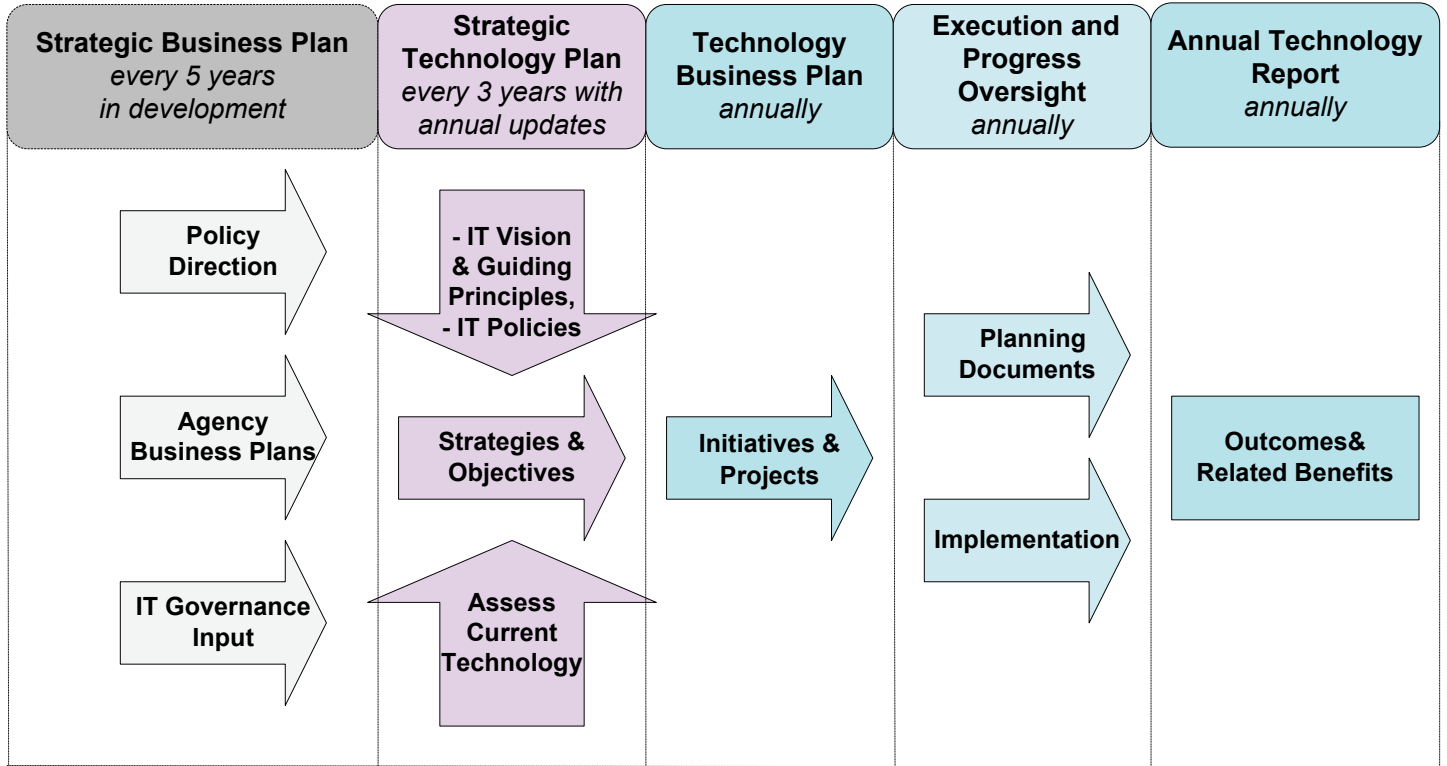 Strategic Business Plan
every 5 years
in development
Strategic
Technology Plan
every 3 years with
annual updates
Technology
Business Plan
annually
Execution and
Progress
Oversight
annually
Annual Technology
Report
annually
Policy
Direction
Agency
Business Plans
IT Governance
Input
- IT Vision
& Guiding
Principles,
- IT Policies
Strategies &
Objectives
Assess
Current
Technology
Initiatives &
Projects
Planning
Documents
Implementation
Outcomes&
Related Benefits